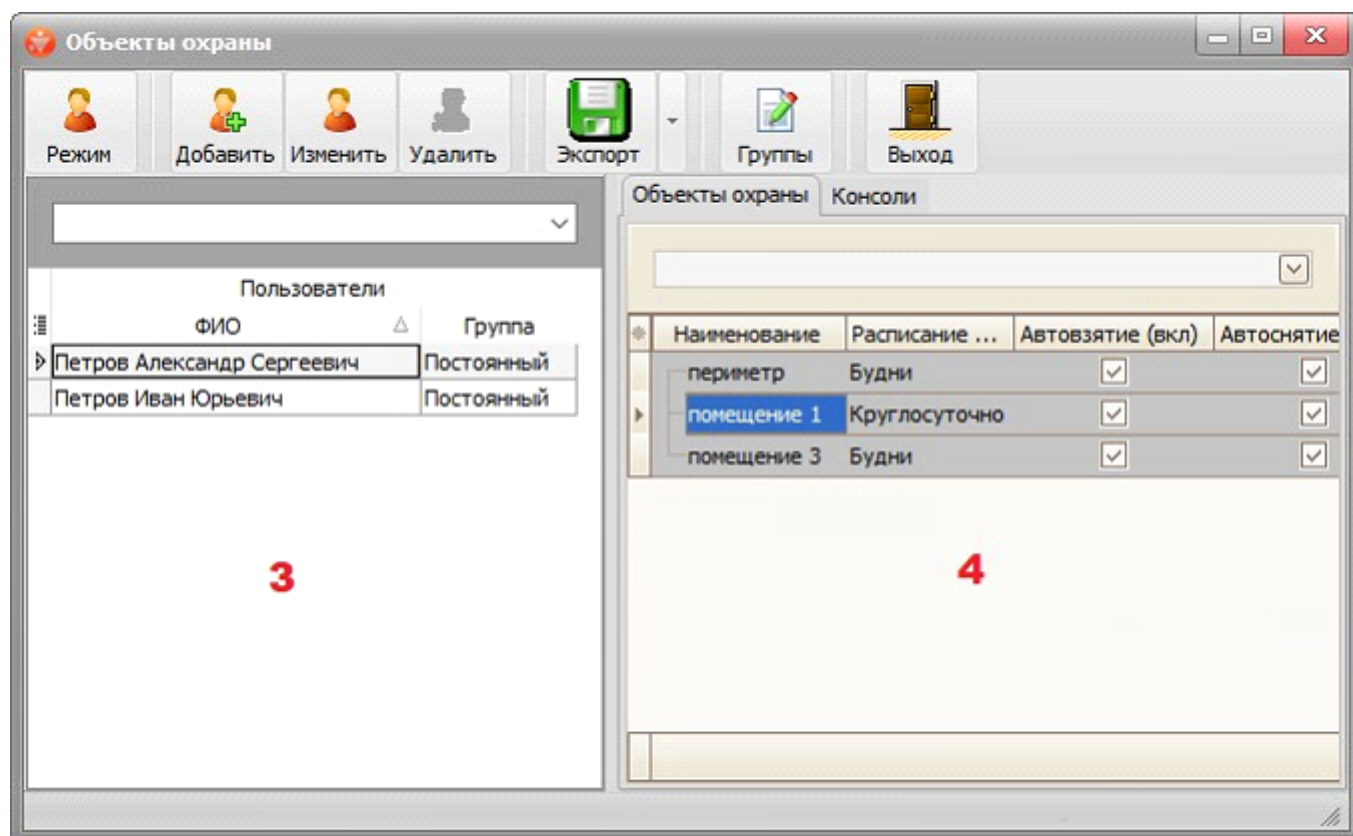 Объекты охраны
Режим Добавить Изменить Удалить Экспорт Группы Выход
Объекты охраны Консоли
Пользователи
ФИО Группа
Петров Александр Сергеевич Постоянный
Петров Иван Юрьевич Постоянный
3
Наименование Расписание ... Автовзятие (вкл) Автоснятие
периметр Будни
помещение 1 Круглосуточно
помещение 3 Будни
4